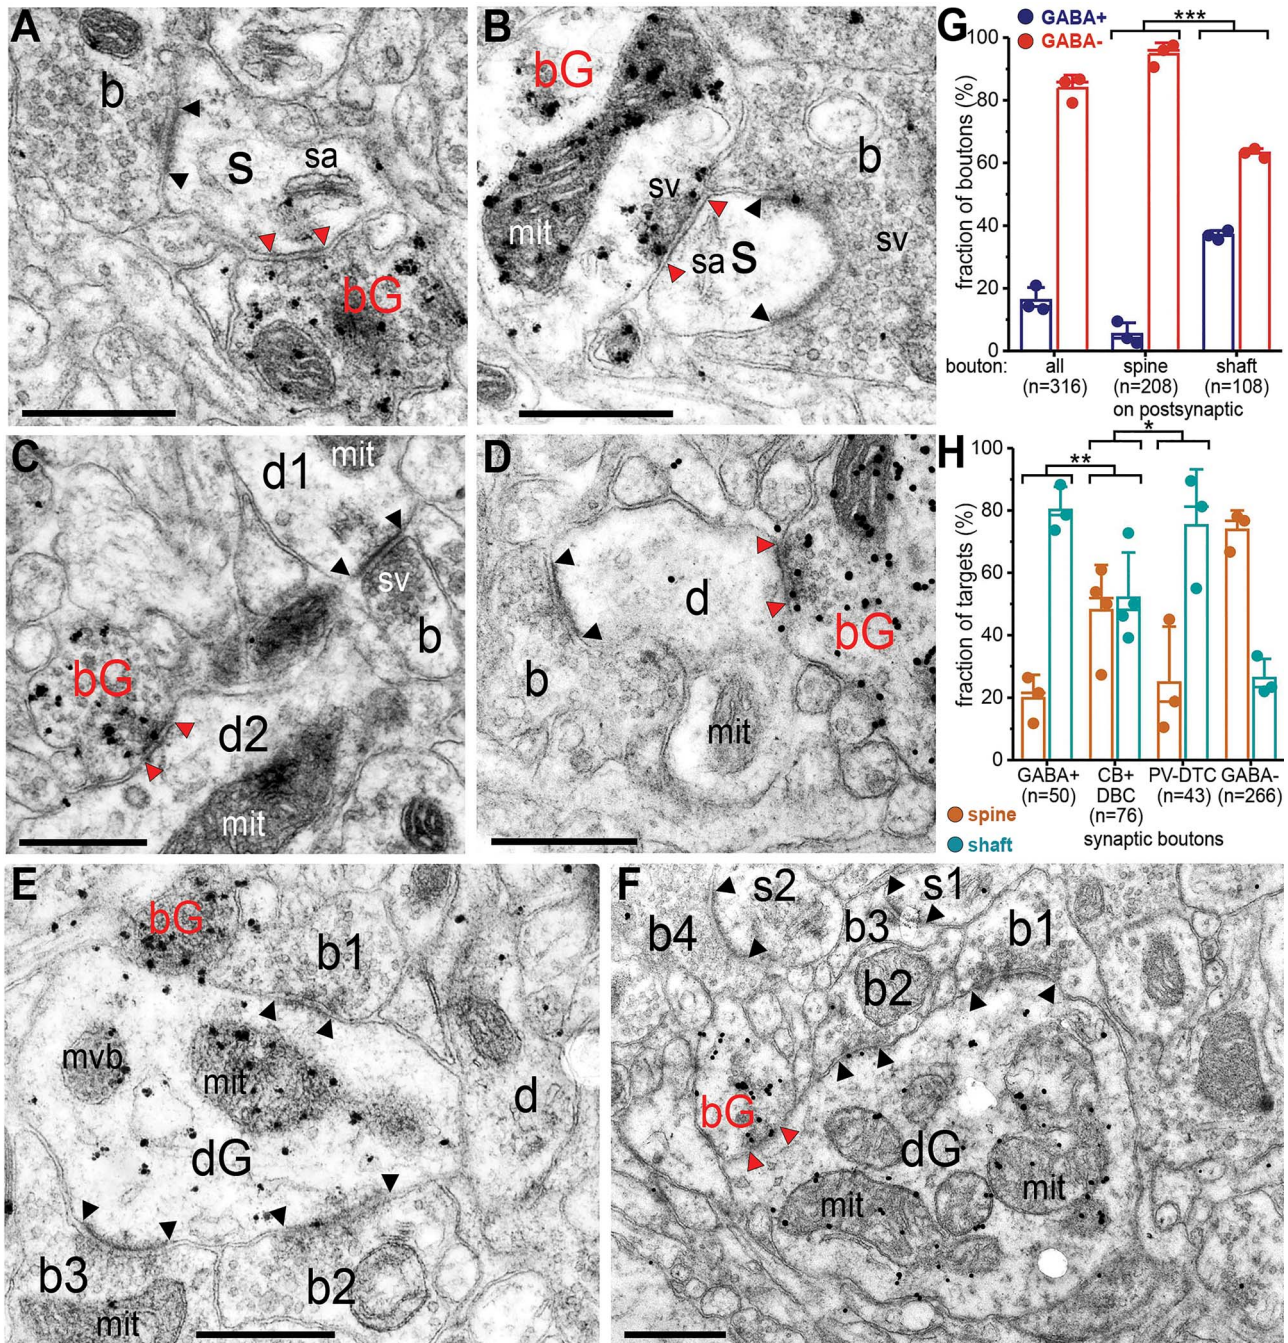 A
b
S
sa
bG
B
bG
b
sv
mit
sv
sa S
G
GABA+
GABA-
***
fraction of boutons (%)
100
80
60
40
20
0
bouton:
all
spine
shaft
(n=316)
(n=208)
(n=108)
on postsynaptic
C
mit
d1
sv
b
bG
d2
mit
D
d
bG
b
mit
H
*
**
fraction of targets (%)
100
80
60
40
20
0
GABA+
CB+
PV-DTC
GABA-
(n=50)
DBC
(n=43)
(n=266)
(n=76)
spine
shaft
synaptic boutons
E
bG
b1
mvb
mit
d
dG
b3
b2
mit
F
s2
s1
b4
b3
b1
b2
bG
dG
mit
mit